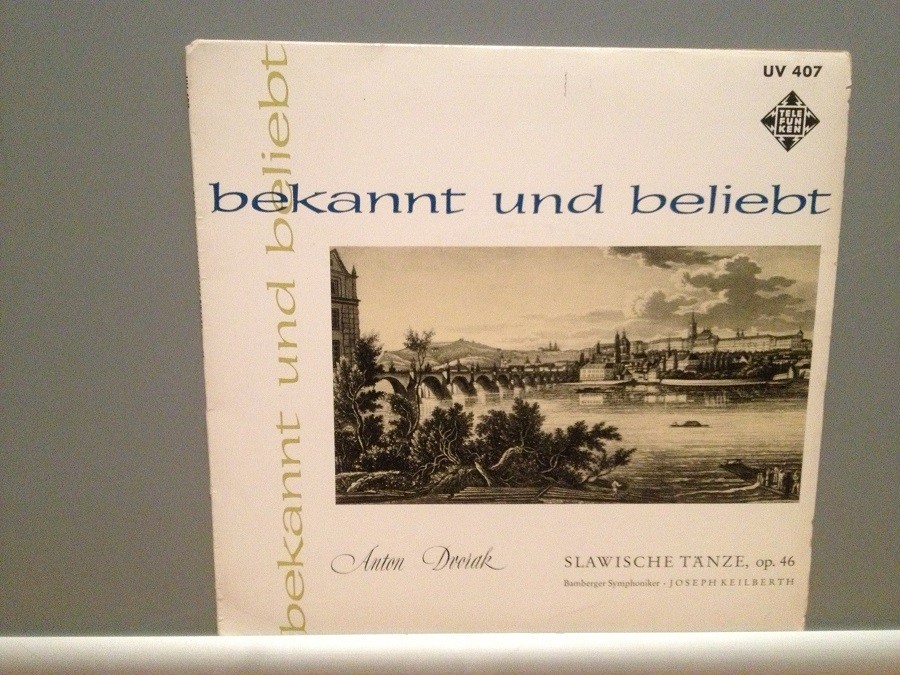 UV 407
TELE
FUN
KEN
bekannt und beliebt
bekannt und beliebt
Anton Dvorak
SLAWISCHE TÄNZE, op. 46
Bamberger Symphoniker · JOSEPH KEILBERTH